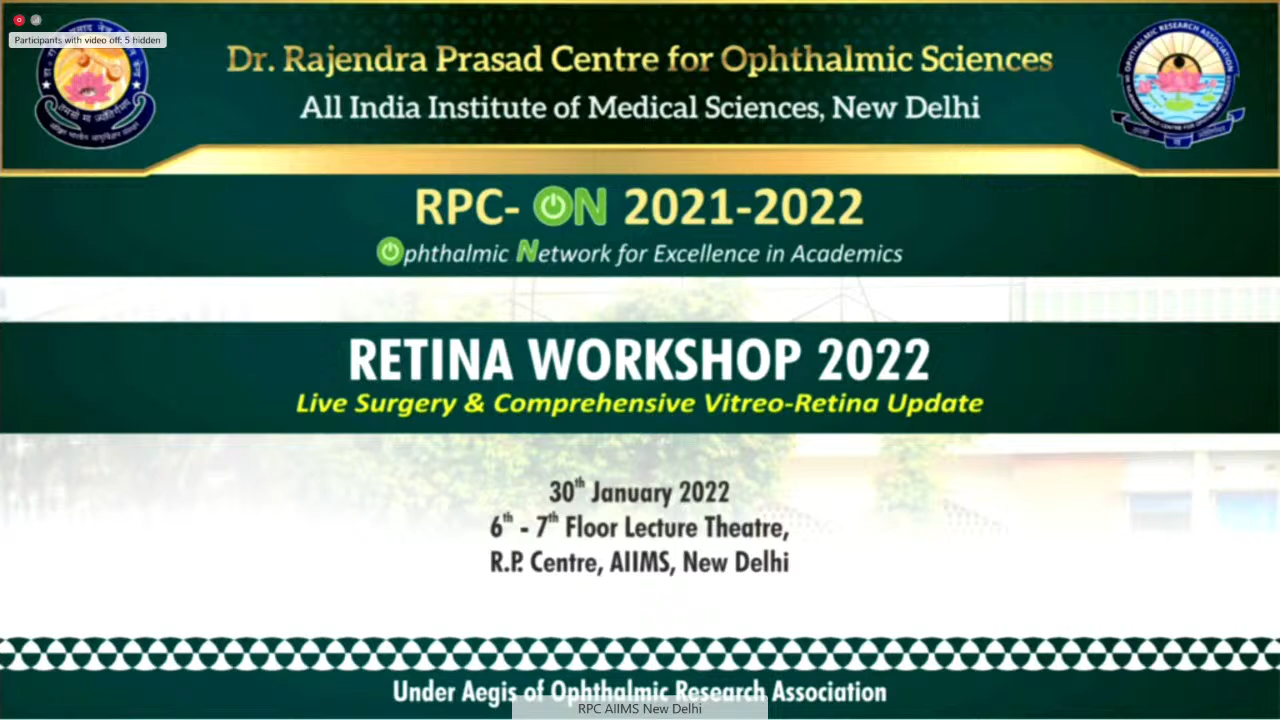 Participants with video off: 5 hidden
Dr. Rajendra Prasad Centre for Ophthalmic Sciences
All India Institute of Medical Sciences, New Delhi
RPC- ON 2021-2022
Ophthalmic Network for Excellence in Academics
RETINA WORKSHOP 2022
Live Surgery & Comprehensive Vitreo-Retina Update
30th January 2022
6th - 7th Floor Lecture Theatre,
R.P. Centre, AIIMS, New Delhi
Under Aegis of Ophthalmic Research Association
RPC AIIMS New Delhi